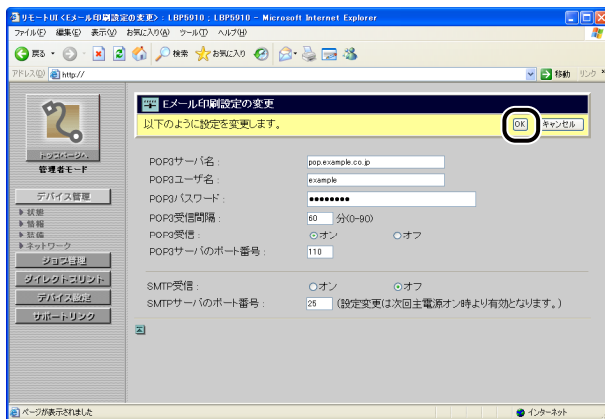 リモートUI <Eメール印刷設定の変更> : LBP5910 ; LBP5910 - Microsoft Internet Explorer
ファイル(F) 編集(E) 表示(V) お気に入り(A) ツール(T) ヘルプ(H)
戻る 検索 お気に入り
アドレス(D) http:// 移動 リンク »
Eメール印刷設定の変更
以下のように設定を変更します。 OK キャンセル
トップページへ
管理者モード
デバイス管理
状態
情報
ネットワーク
ジョブ管理
ダイレクトプリント
デバイス設定
サポートリンク
POP3サーバ名 : pop.example.co.jp
POP3ユーザ名 : example
POP3パスワード : ●●●●●●●●
POP3受信間隔 : 60 分(0-90)
POP3受信 : オン オフ
POP3サーバのポート番号 : 110
SMTP受信 : オン オフ
SMTPサーバのポート番号 : 25 (設定変更は次回主電源オン時より有効となります。)
ページが表示されました インターネット